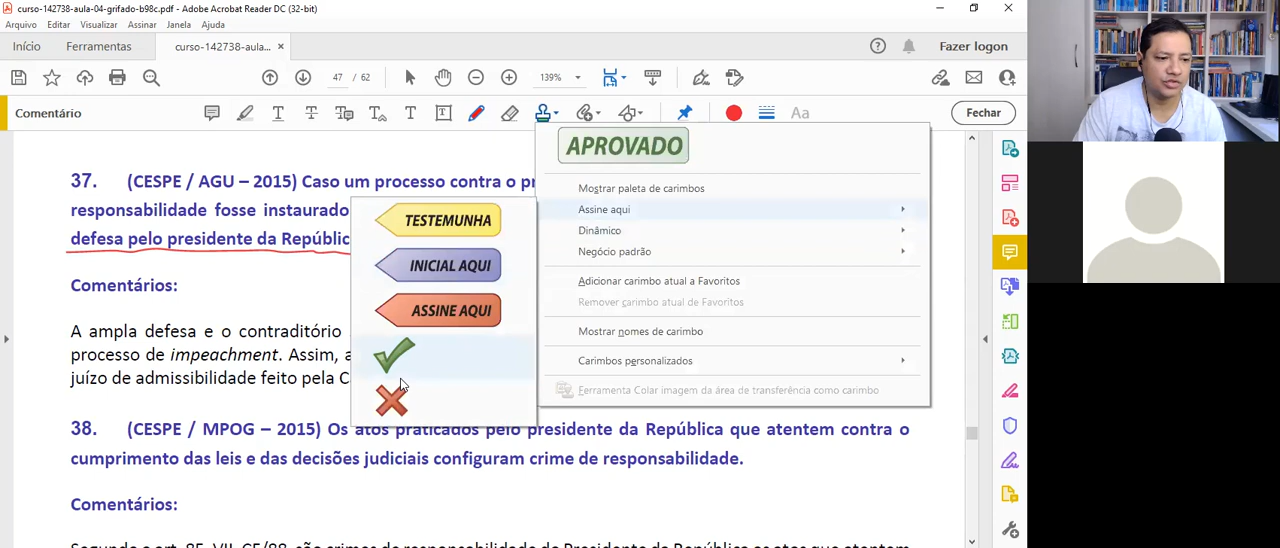 curso-142738-aula-04-grifado-b98c.pdf - Adobe Acrobat Reader DC (32-bit)
Arquivo Editar Visualizar Assinar Janela Ajuda
Início Ferramentas curso-142738-aula... × Fazer logon
47 / 62 139%
Comentário Aa Fechar
APROVADO
Mostrar paleta de carimbos
Assine aqui
Dinâmico
Negócio padrão
Adicionar carimbo atual a Favoritos
Remover carimbo atual de Favoritos
Mostrar nomes de carimbo
Carimbos personalizados
Ferramenta Colar imagem da área de transferência como carimbo
TESTEMUNHA
INICIAL AQUI
ASSINE AQUI
37. (CESPE / AGU – 2015) Caso um processo contra o
responsabilidade fosse instaurado
defesa pelo presidente da
Comentários:
A ampla defesa e o contraditório
processo de impeachment. Assim,
juízo de admissibilidade feito pela
38. (CESPE / MPOG – 2015) Os atos praticados pelo presidente da República que atentem contra o
cumprimento das leis e das decisões judiciais configuram crime de responsabilidade.
Comentários: